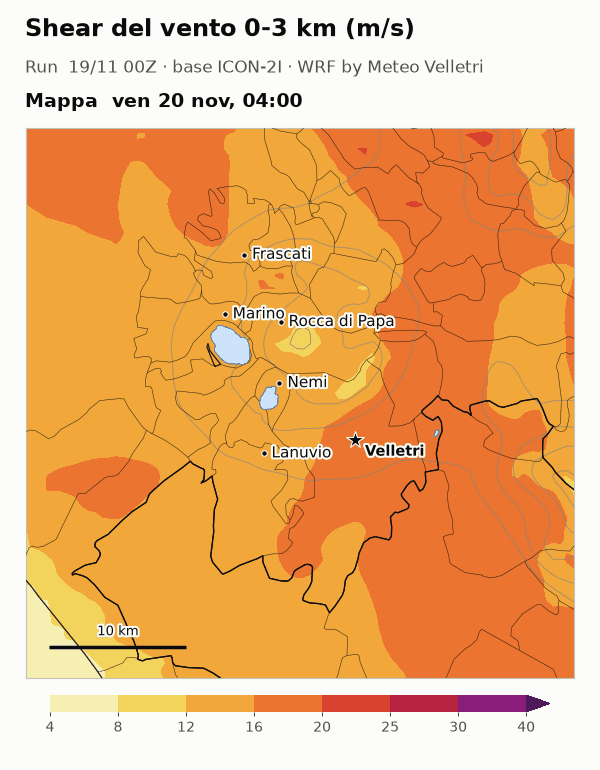 Shear del vento 0-3 km (m/s)
Run  19/11 00Z · base ICON-2I · WRF by Meteo Velletri
Mappa  ven 20 nov, 04:00
Frascati
Marino
Rocca di Papa
Nemi
Velletri
Lanuvio
10 km
4 8 12 16 20 25 30 40